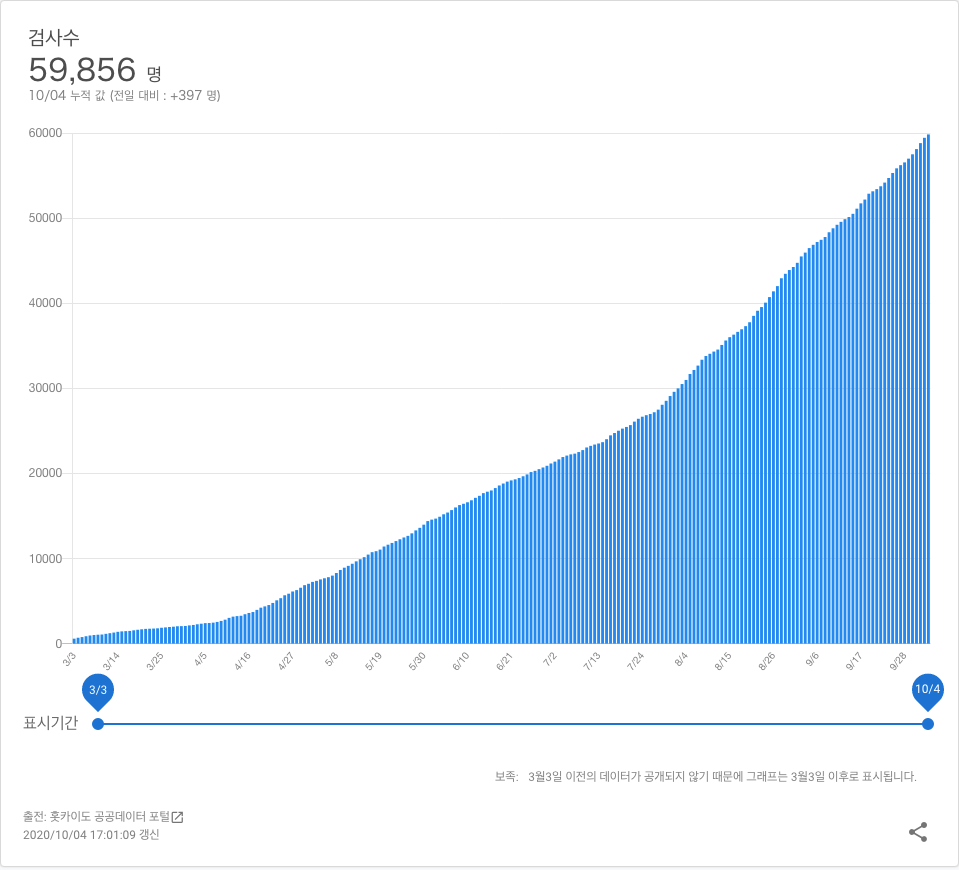 검사수
59,856 명
10/04 누적 값 (전일 대비 : +397 명)
60000
50000
40000
30000
20000
10000
0
3/3 3/14 3/25 4/5 4/16 4/27 5/8 5/19 5/30 6/10 6/21 7/2 7/13 7/24 8/4 8/15 8/26 9/6 9/17 9/28
3/3 10/4
표시기간
보족: 3월3일 이전의 데이터가 공개되지 않기 때문에 그래프는 3월3일 이후로 표시됩니다.
출전: 홋카이도 공공데이터 포털
2020/10/04 17:01:09 갱신